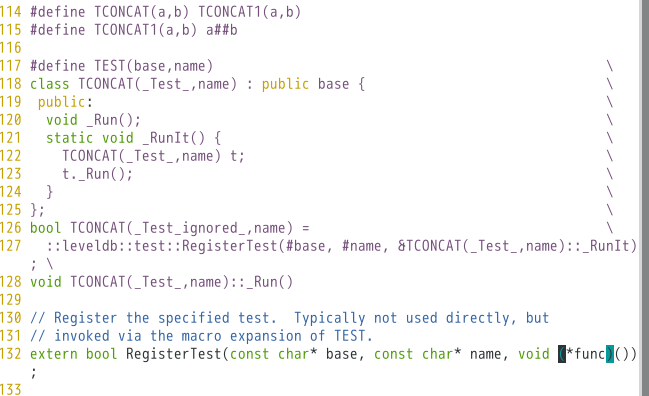 114 #define TCONCAT(a,b) TCONCAT1(a,b)
115 #define TCONCAT1(a,b) a##b
116
117 #define TEST(base,name)                                                 \
118 class TCONCAT(_Test_,name) : public base {                              \
119  public:                                                                \
120   void _Run();                                                          \
121   static void _RunIt() {                                                \
122     TCONCAT(_Test_,name) t;                                             \
123     t._Run();                                                           \
124   }                                                                     \
125 };                                                                      \
126 bool TCONCAT(_Test_ignored_,name) =                                     \
127   ::leveldb::test::RegisterTest(#base, #name, &TCONCAT(_Test_,name)::_RunIt)
; \
128 void TCONCAT(_Test_,name)::_Run()
129
130 // Register the specified test.  Typically not used directly, but
131 // invoked via the macro expansion of TEST.
132 extern bool RegisterTest(const char* base, const char* name, void (*func)())
;
133